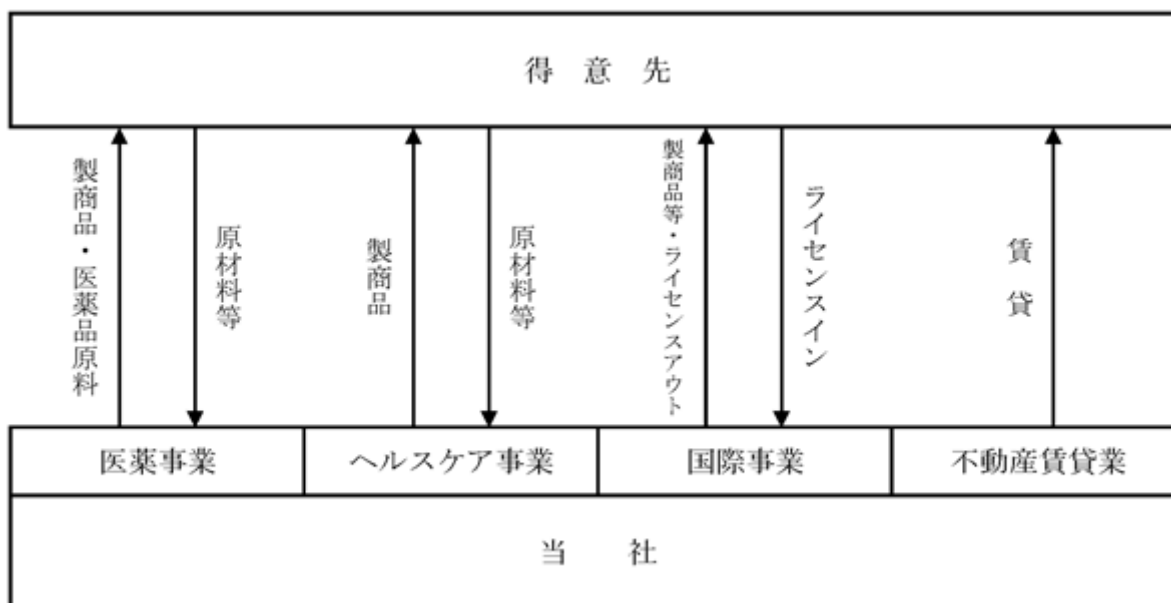 得意先
製商品・医薬品原料
原材料等
製商品
原材料等
製商品等・ライセンスアウト
ライセンスイン
賃貸
医薬事業
ヘルスケア事業
国際事業
不動産賃貸業
当社